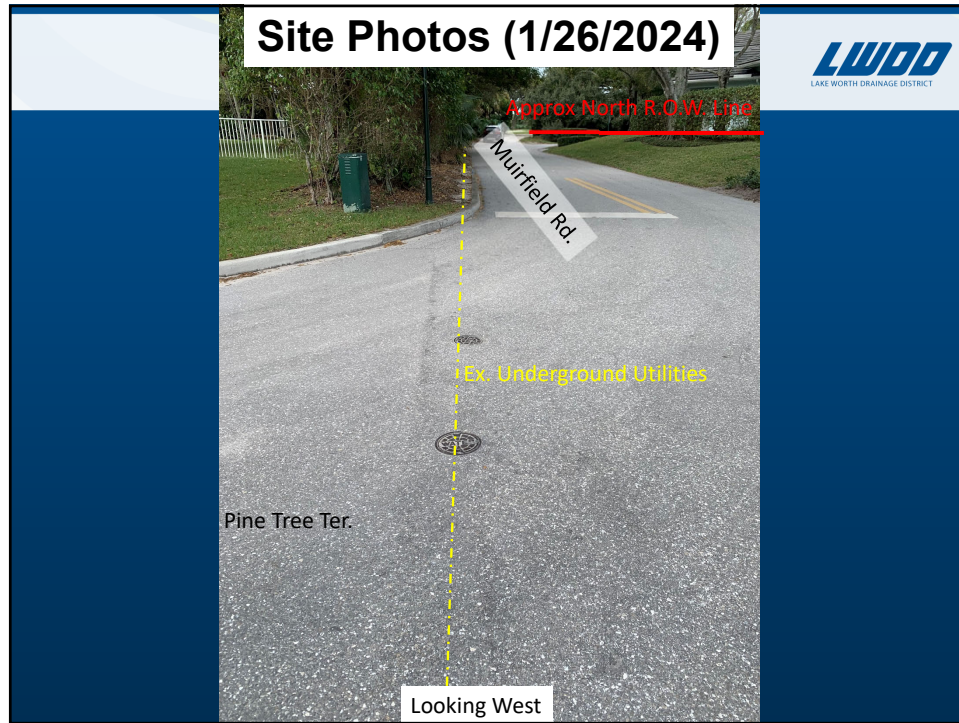 Site Photos (1/26/2024)
LWDD
LAKE WORTH DRAINAGE DISTRICT
Approx North R.O.W. Line
Muirfield Rd.
Ex. Underground Utilities
Pine Tree Ter.
Looking West